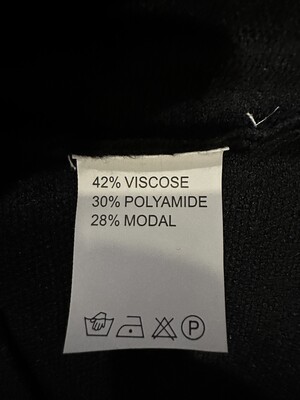 42% VISCOSE
30% POLYAMIDE
28% MODAL
P